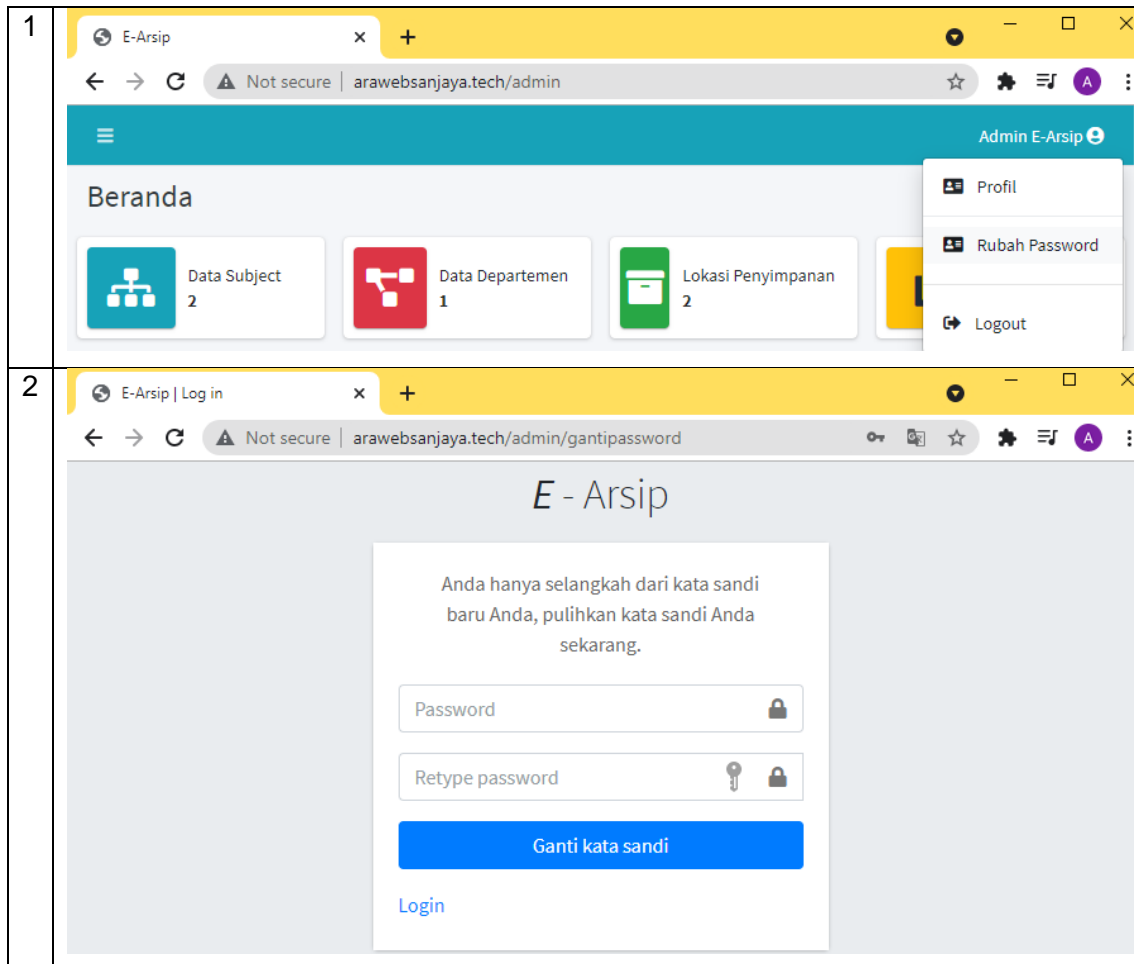 1
E-Arsip
Not secure | arawebsanjaya.tech/admin
A
Admin E-Arsip
Beranda
Profil
Rubah Password
Logout
Data Subject
2
Data Departemen
1
Lokasi Penyimpanan
2
2
E-Arsip | Log in
Not secure | arawebsanjaya.tech/admin/gantipassword
A
E - Arsip
Anda hanya selangkah dari kata sandi
baru Anda, pulihkan kata sandi Anda
sekarang.
Password
Retype password
Ganti kata sandi
Login